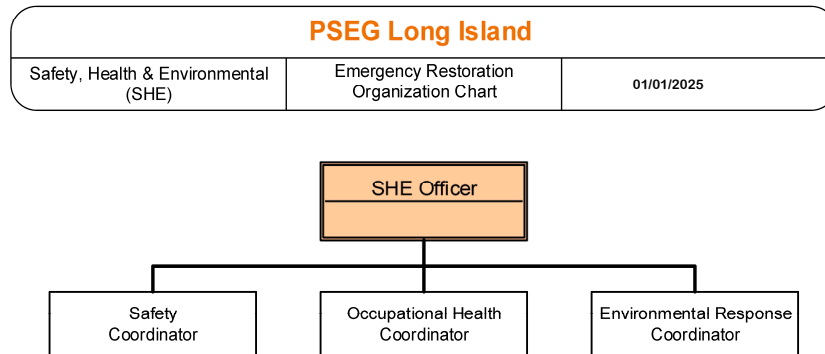 PSEG Long Island
Safety, Health & Environmental
(SHE)
Emergency Restoration
Organization Chart
01/01/2025
SHE Officer
Safety
Coordinator
Occupational Health
Coordinator
Environmental Response
Coordinator